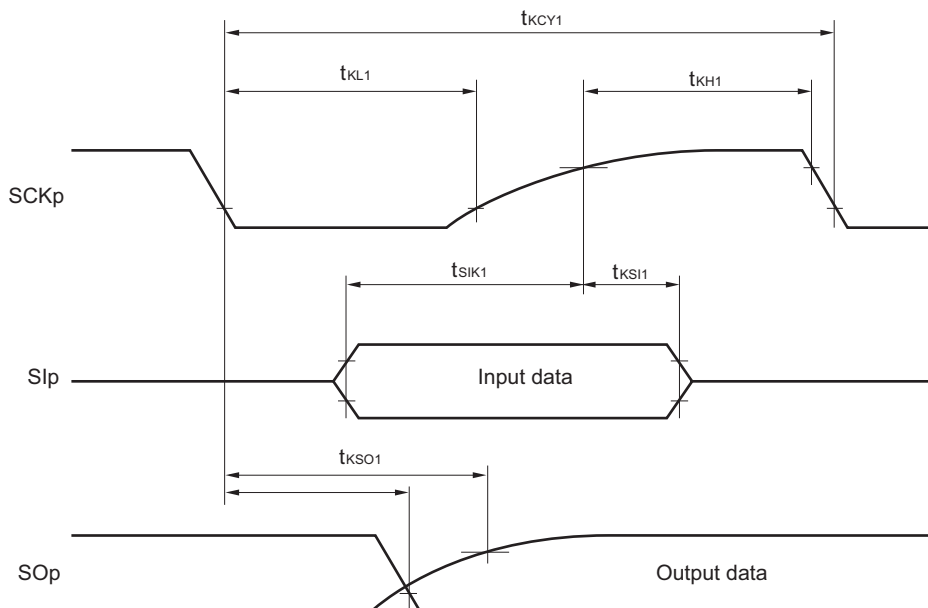 tKCY1
tKL1
tKH1
SCKp
tSIK1
tKSI1
SIp
Input data
tKSO1
SOp
Output data